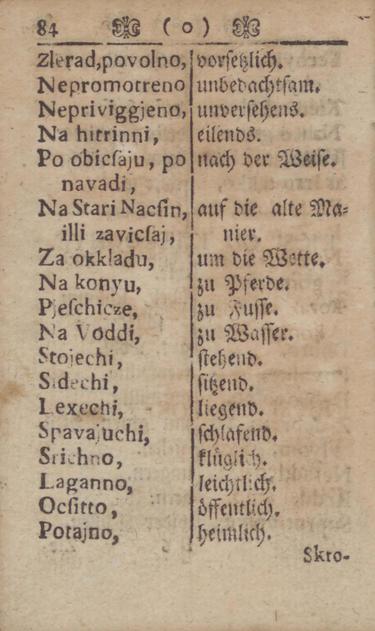 84 ( o )
Zlerad, povolno, vorsetzlich.
Nepromotreno unbedachtsam.
Nepriviggjeno, unversehens.
Na hitrinni, eilends.
Po obicsaju, po nach der Weise.
navadi,
Na Stari Nacsin, auf die alte Ma-
illi zavicsaj, nier.
Za okkladu, um die Wette.
Na konyu, zu Pferde.
Pjeschicze, zu Fusse.
Na Voddi, zu Wasser.
Stojechi, stehend.
Sidechi, sitzend.
Lexechi, liegend.
Spavajuchi, schlafend.
Srichno, klüglich.
Laganno, leichtlich.
Ocsitto, öffentlich.
Potajno, heimlich.
Skro-